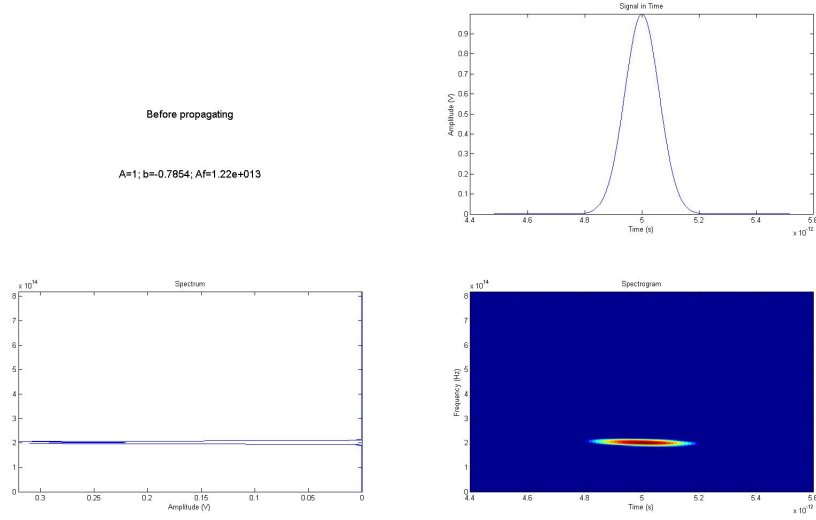 Before propagating
A=1; b=-0.7854; Af=1.22e+013
Signal in Time
Amplitude (V)
0.9
0.8
0.7
0.6
0.5
0.4
0.3
0.2
0.1
0
4.4 4.6 4.8 5 5.2 5.4 5.6
Time (s)
x 10^-12
Spectrum
x 10^14
8
7
6
5
4
3
2
1
0
0.3 0.25 0.2 0.15 0.1 0.05 0
Amplitude (V)
Spectrogram
x 10^14
Frequency (Hz)
8
7
6
5
4
3
2
1
0
4.4 4.6 4.8 5 5.2 5.4 5.6
Time (s)
x 10^-12